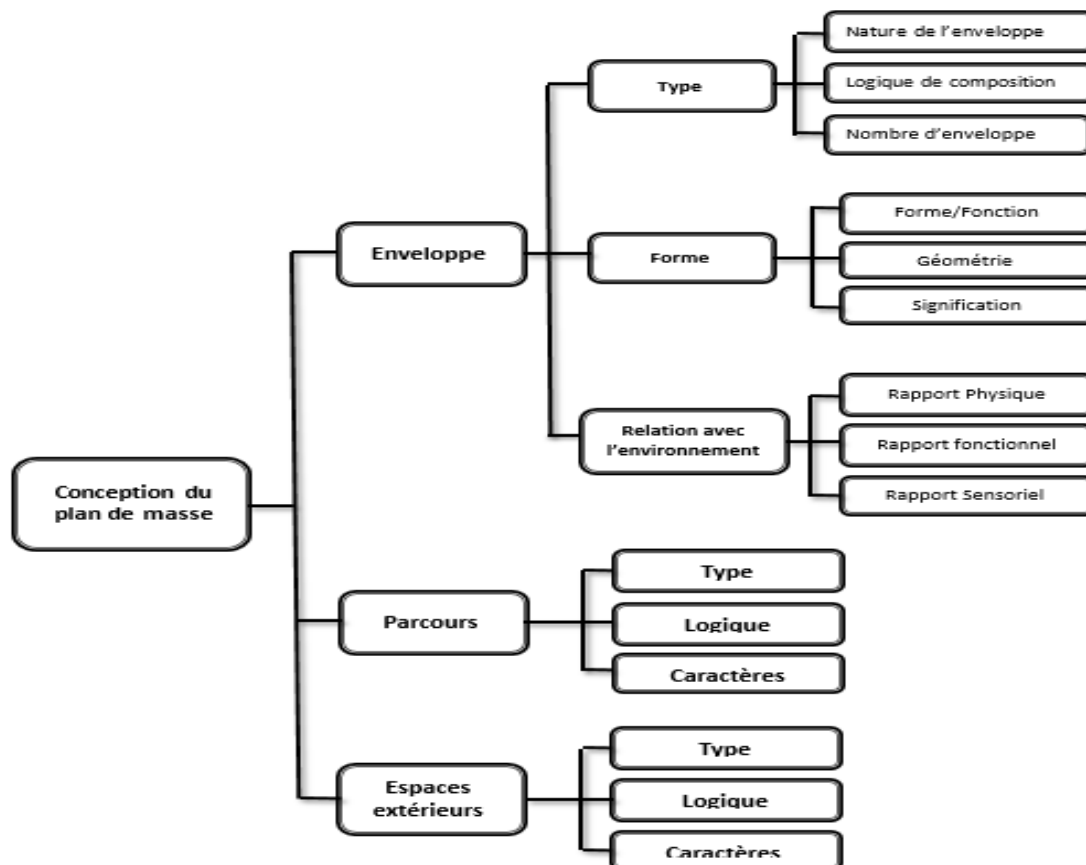 Nature de l'enveloppe
Type
Logique de composition
Nombre d'enveloppe
Forme/Fonction
Enveloppe
Forme
Géométrie
Signification
Rapport Physique
Relation avec
l'environnement
Rapport fonctionnel
Rapport Sensoriel
Conception du
plan de masse
Type
Parcours
Logique
Caractères
Type
Espaces
extérieurs
Logique
Caractères